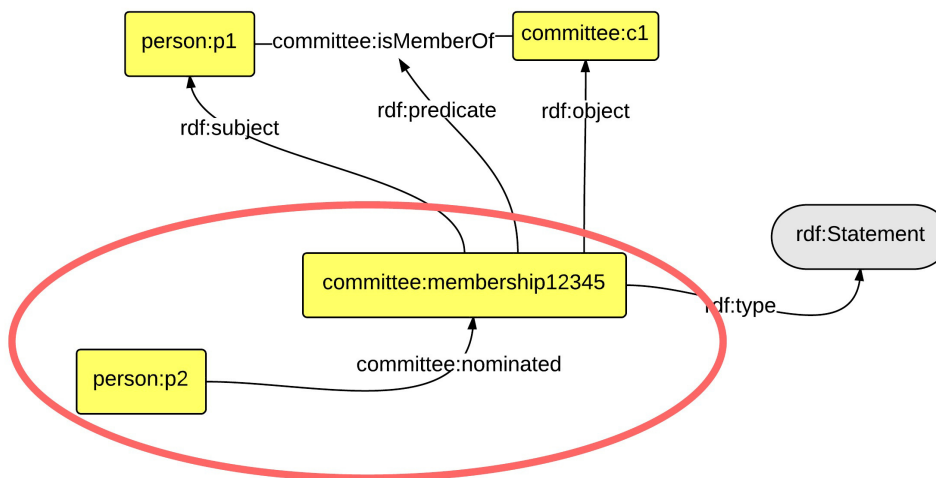 person:p1
committee:isMemberOf
committee:c1
rdf:subject
rdf:predicate
rdf:object
rdf:Statement
committee:membership12345
rdf:type
committee:nominated
person:p2